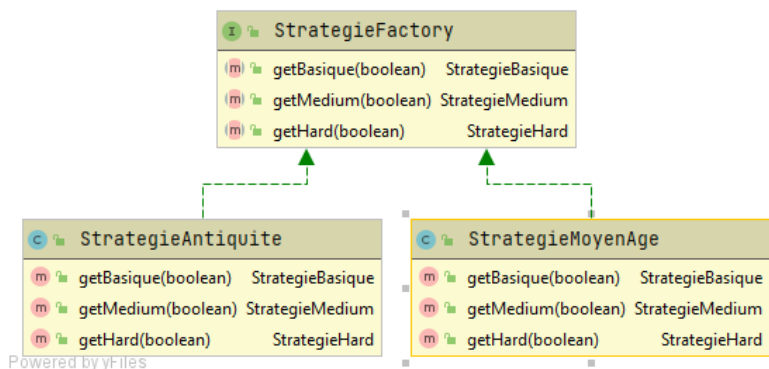 StrategieFactory
getBasique(boolean) StrategieBasique
getMedium(boolean) StrategieMedium
getHard(boolean) StrategieHard
StrategieAntiquite
getBasique(boolean) StrategieBasique
getMedium(boolean) StrategieMedium
getHard(boolean) StrategieHard
StrategieMoyenAge
getBasique(boolean) StrategieBasique
getMedium(boolean) StrategieMedium
getHard(boolean) StrategieHard
Powered by yFiles